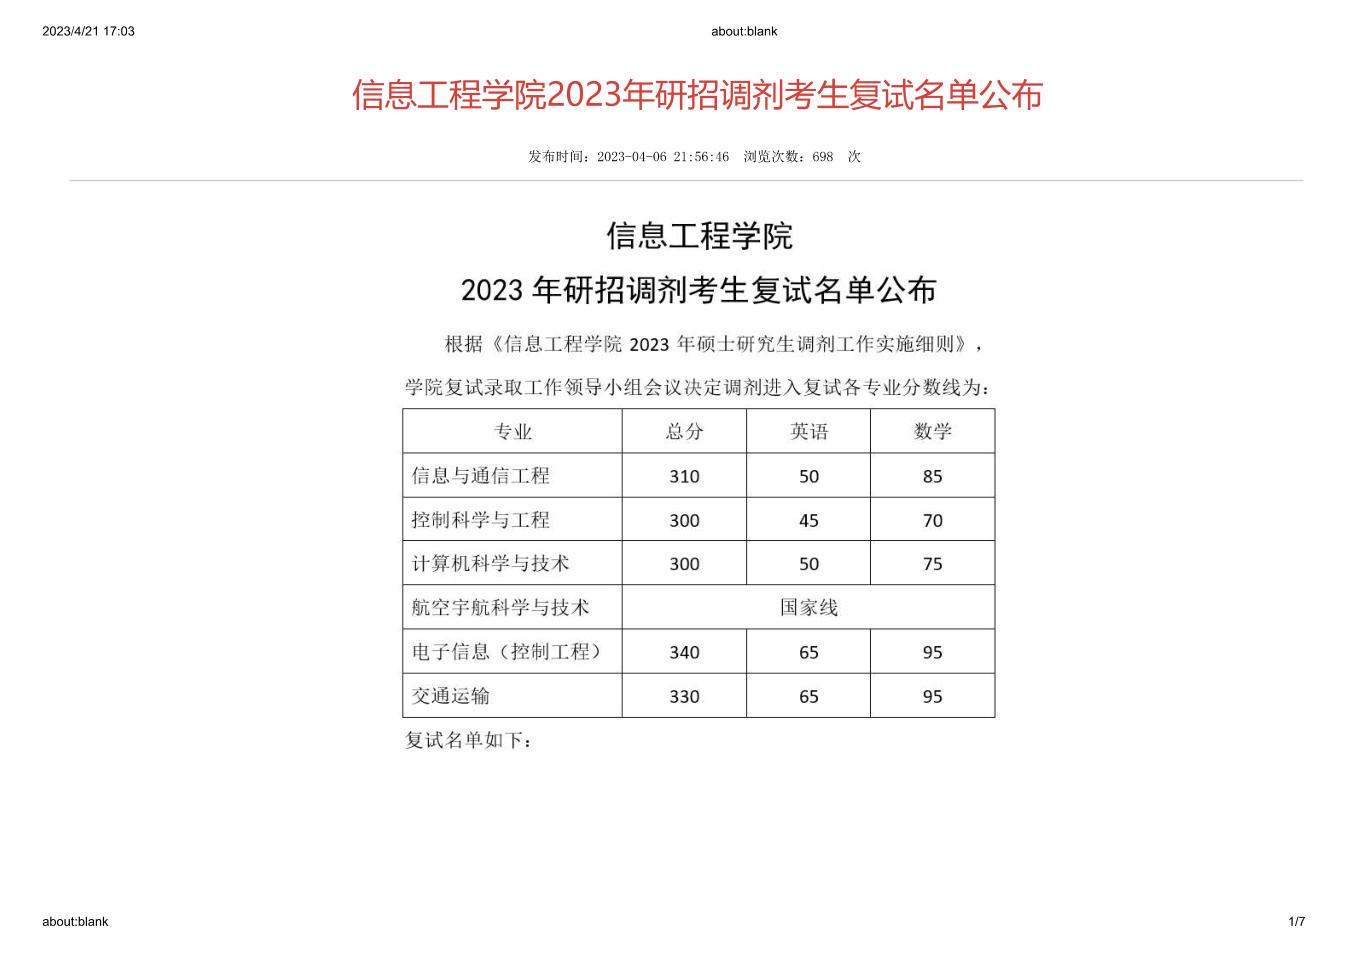 2023/4/21 17:03
about:blank
信息工程学院2023年研招调剂考生复试名单公布
发布时间：2023-04-06 21:56:46 浏览次数：698 次
信息工程学院
2023 年研招调剂考生复试名单公布
根据《信息工程学院 2023 年硕士研究生调剂工作实施细则》，
学院复试录取工作领导小组会议决定调剂进入复试各专业分数线为：
专业 总分 英语 数学
信息与通信工程 310 50 85
控制科学与工程 300 45 70
计算机科学与技术 300 50 75
航空宇航科学与技术 国家线
电子信息（控制工程） 340 65 95
交通运输 330 65 95
复试名单如下：
about:blank
1/7